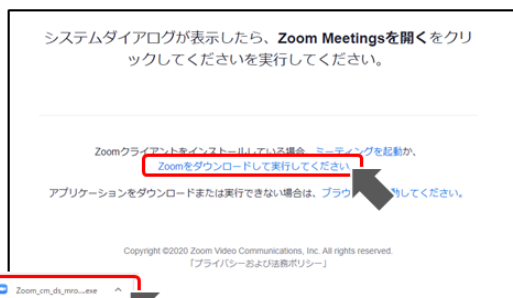 システムダイアログが表示したら、Zoom Meetingsを開くをクリ
ックしてくださいを実行してください。
Zoomクライアントをインストールしている場合、ミーティングを起動か、
Zoomをダウンロードして実行してください
アプリケーションをダウンロードまたは実行できない場合は、ブラウ 動してください。
Copyright ©2020 Zoom Video Communications, Inc. All rights reserved.
「プライバシーおよび法務ポリシー」
Zoom_cm_ds_mro....exe